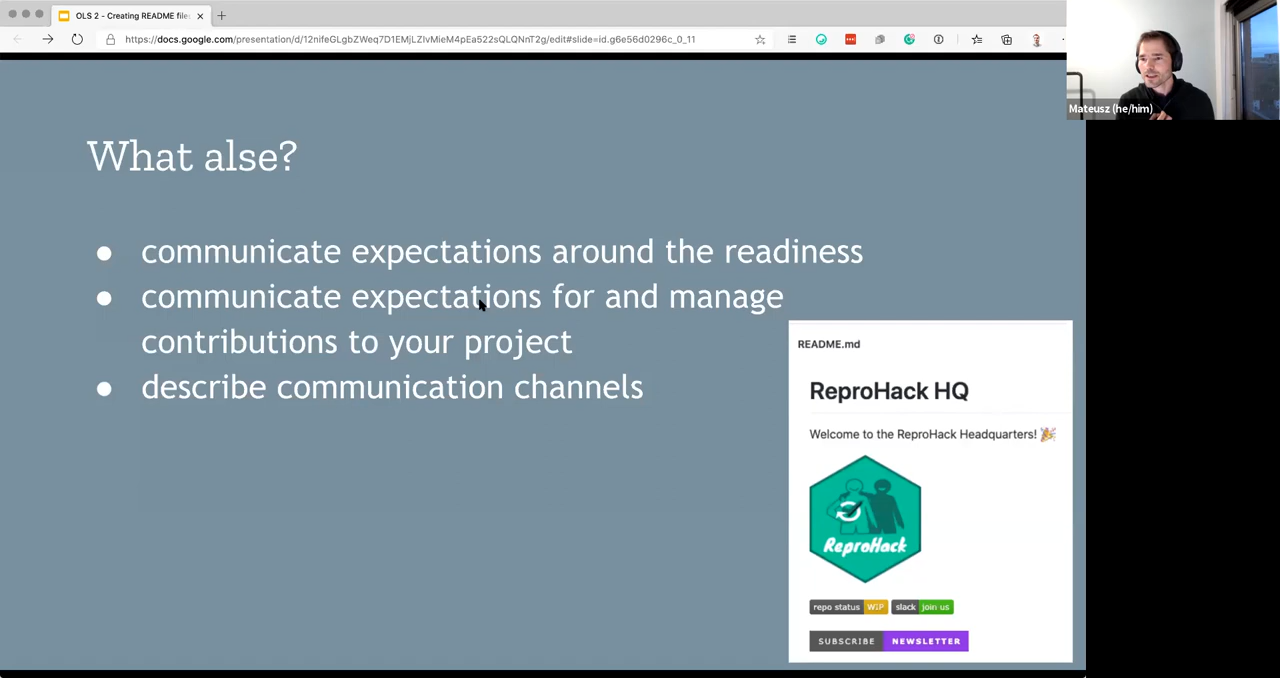 OLS 2 - Creating README file
https://docs.google.com/presentation/d/12nifeGLgbZWeq7D1EMjLZIvMieM4pEa522sQLQNnT2g/edit#slide=id.g6e56d0296c_0_11
Mateusz (he/him)
What alse?
● communicate expectations around the readiness
● communicate expectations for and manage
contributions to your project
● describe communication channels
README.md
ReproHack HQ
Welcome to the ReproHack Headquarters! 🎉
ReproHack
repo status WiP slack join us
SUBSCRIBE NEWSLETTER